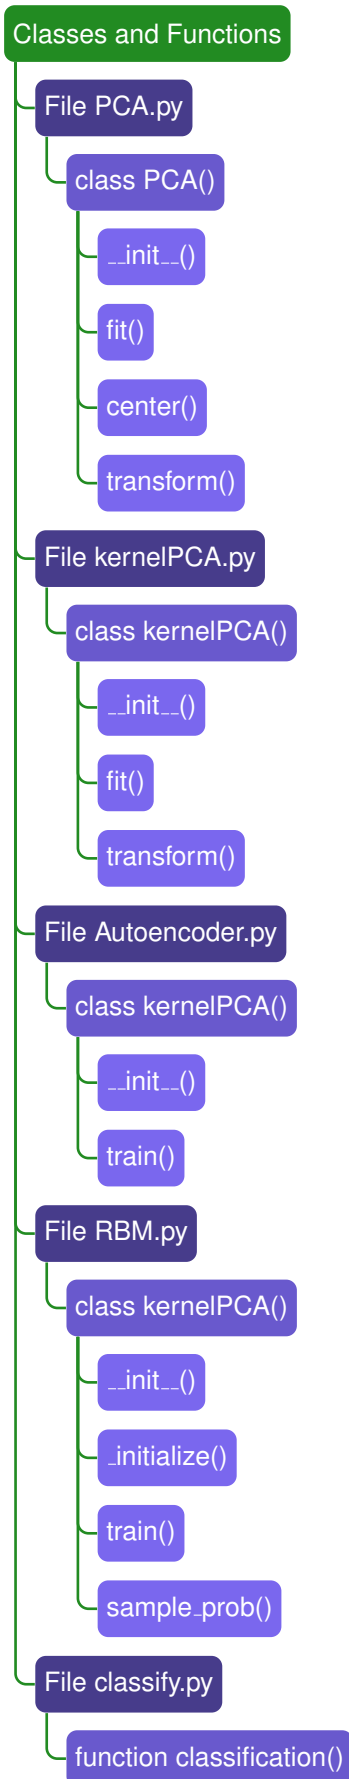 Classes and Functions
File PCA.py
class PCA()
__init__()
fit()
center()
transform()
File kernelPCA.py
class kernelPCA()
__init__()
fit()
transform()
File Autoencoder.py
class kernelPCA()
__init__()
train()
File RBM.py
class kernelPCA()
__init__()
_initialize()
train()
sample_prob()
File classify.py
function classification()